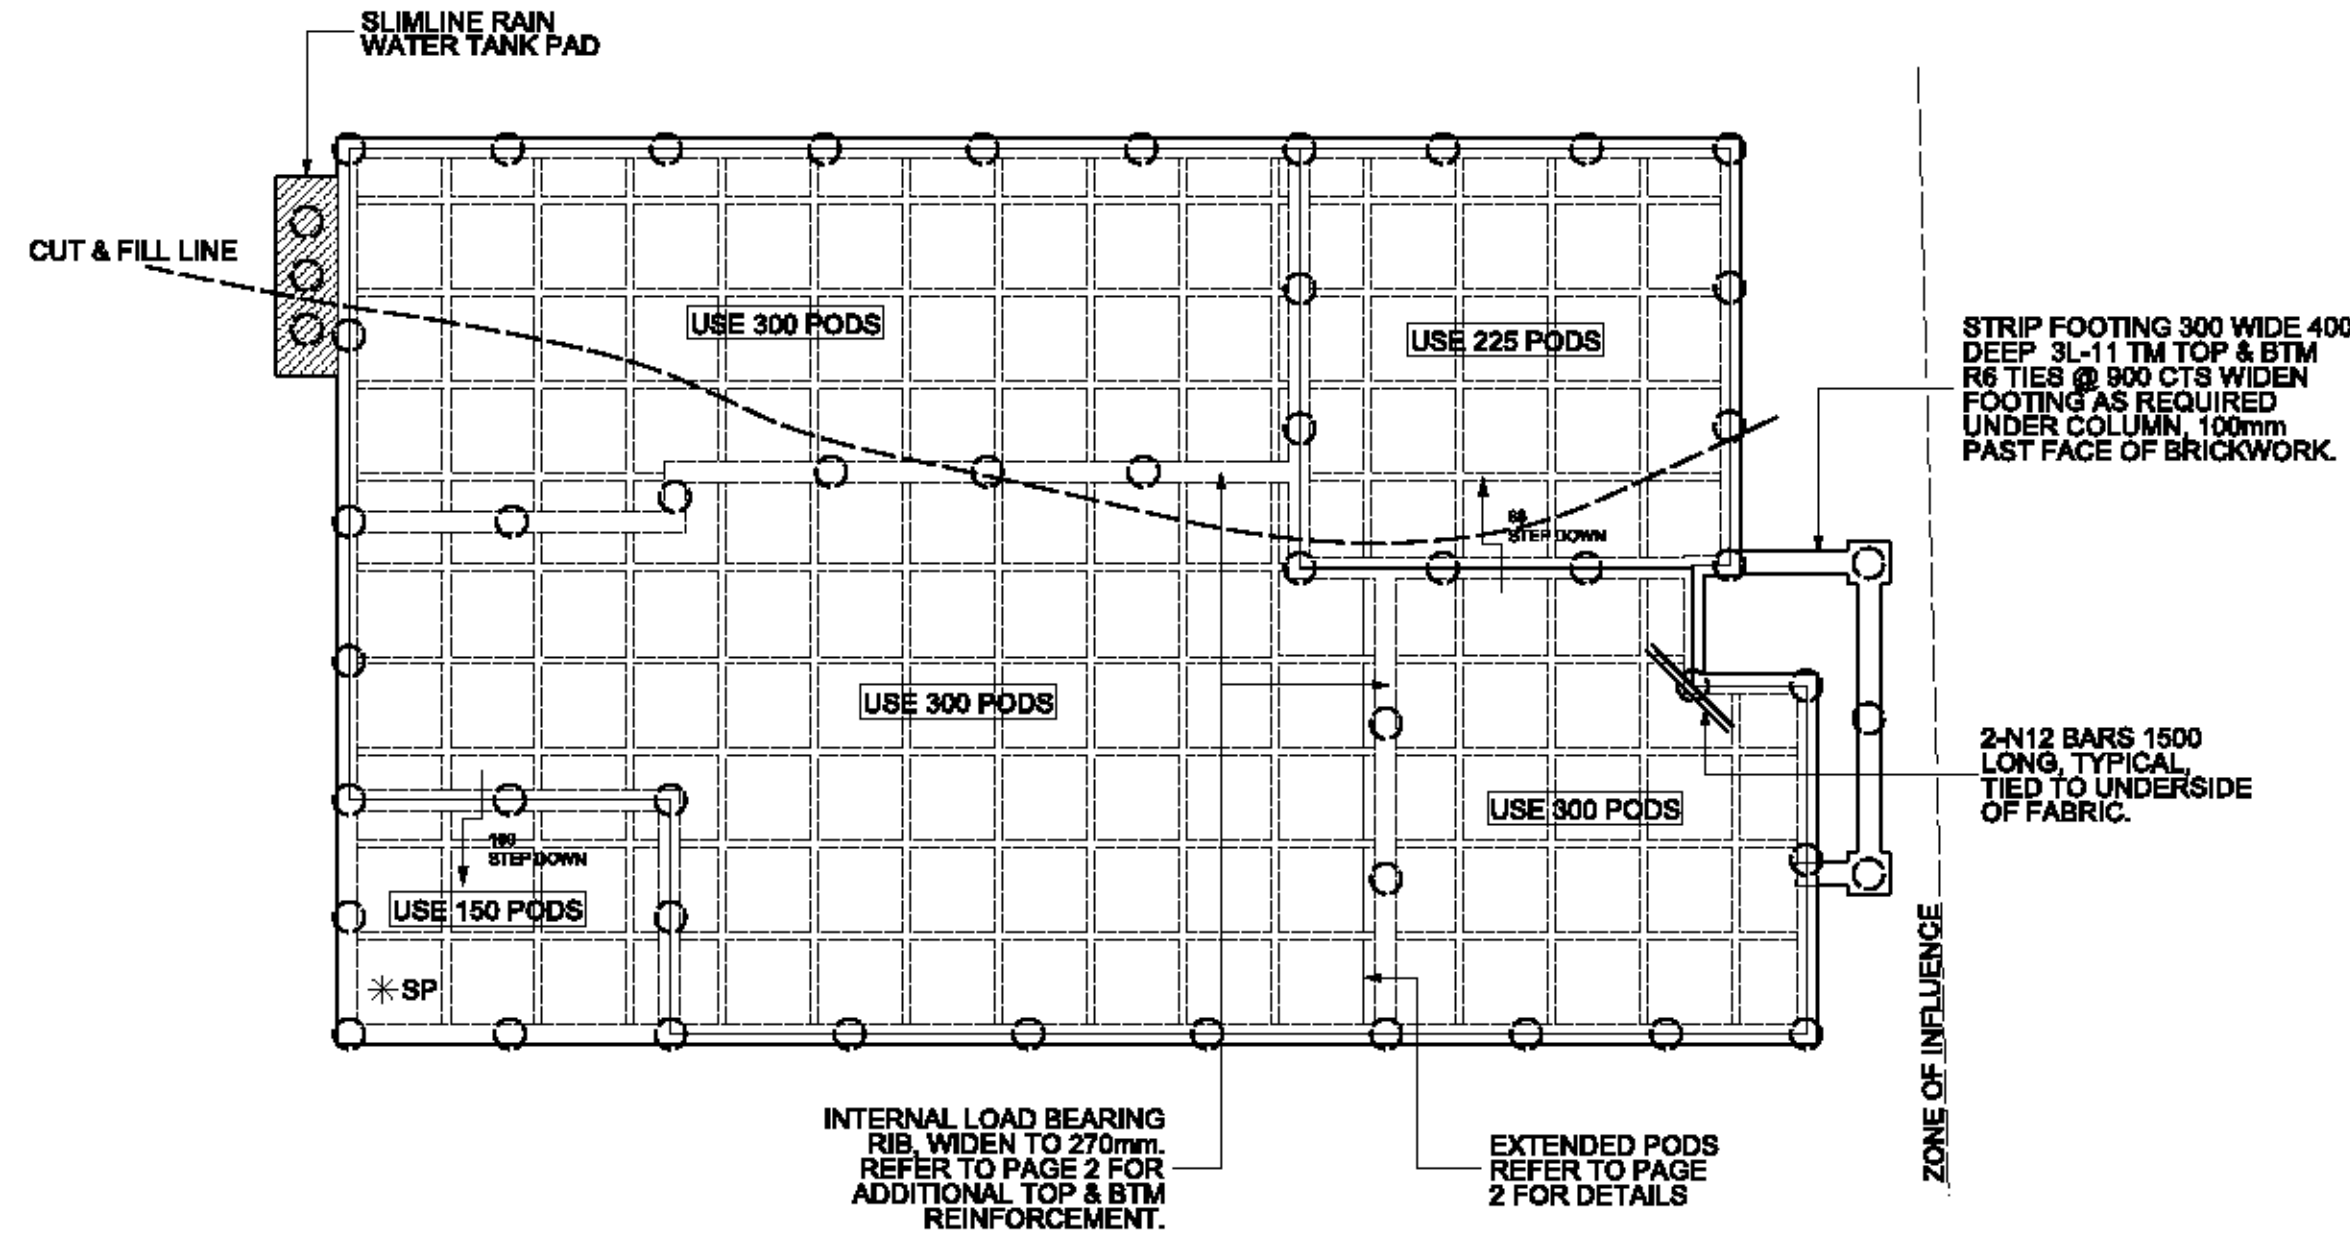 SLIMLINE RAIN
WATER TANK PAD
CUT & FILL LINE
USE 300 PODS
USE 225 PODS
STRIP FOOTING 300 WIDE 400
DEEP 3L-11 TM TOP & BTM
R6 TIES @ 900 CTS WIDEN
FOOTING AS REQUIRED
UNDER COLUMN, 100mm
PAST FACE OF BRICKWORK.
STEP DOWN
USE 300 PODS
2-N12 BARS 1500
LONG, TYPICAL,
TIED TO UNDERSIDE
OF FABRIC.
USE 300 PODS
STEP DOWN
USE 150 PODS
SP
ZONE OF INFLUENCE
INTERNAL LOAD BEARING
RIB, WIDEN TO 270mm.
REFER TO PAGE 2 FOR
ADDITIONAL TOP & BTM
REINFORCEMENT.
EXTENDED PODS
REFER TO PAGE
2 FOR DETAILS